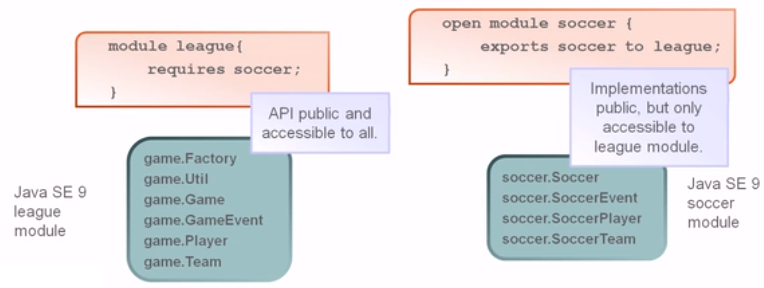 module league{
requires soccer;
}
API public and
accessible to all.
Java SE 9
league
module
game.Factory
game.Util
game.Game
game.GameEvent
game.Player
game.Team
open module soccer {
exports soccer to league;
}
Implementations
public, but only
accessible to
league module.
soccer.Soccer
soccer.SoccerEvent
soccer.SoccerPlayer
soccer.SoccerTeam
Java SE 9
soccer
module